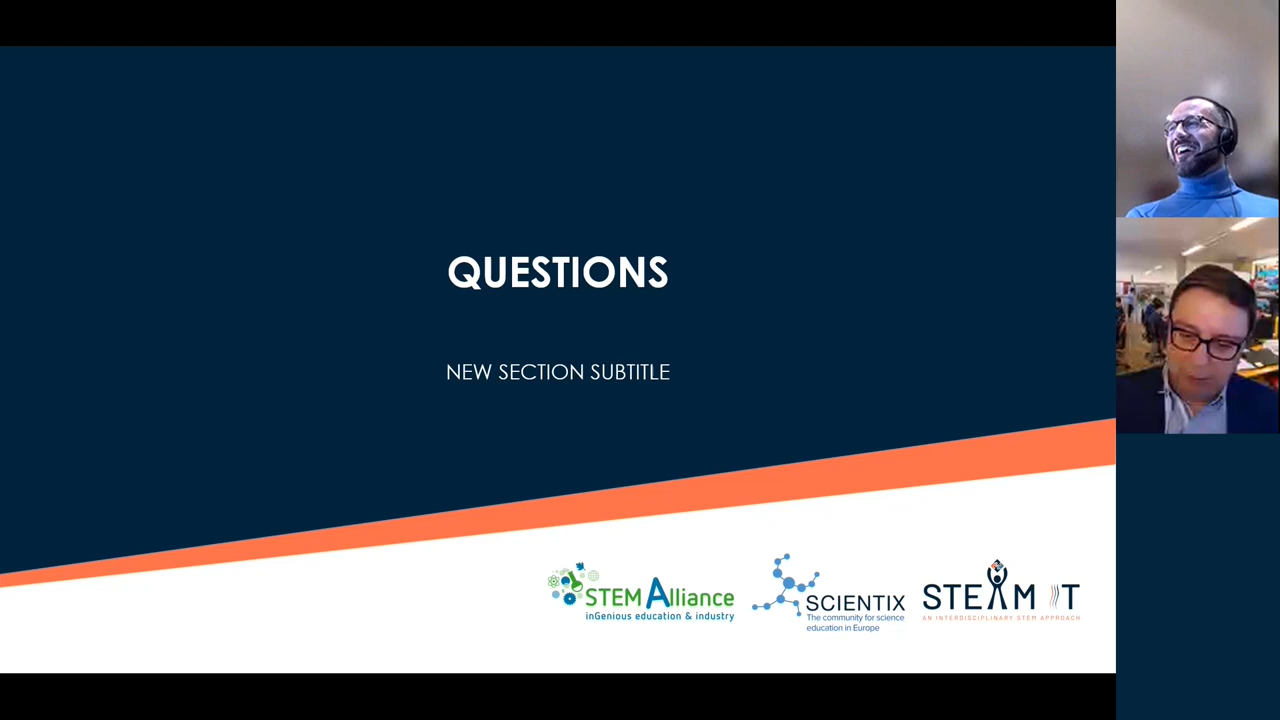 QUESTIONS
NEW SECTION SUBTITLE
STEM Alliance
inGenious education & industry
SCIENTIX
The community for science
education in Europe
STEAM IT
AN INTERDISCIPLINARY STEM APPROACH